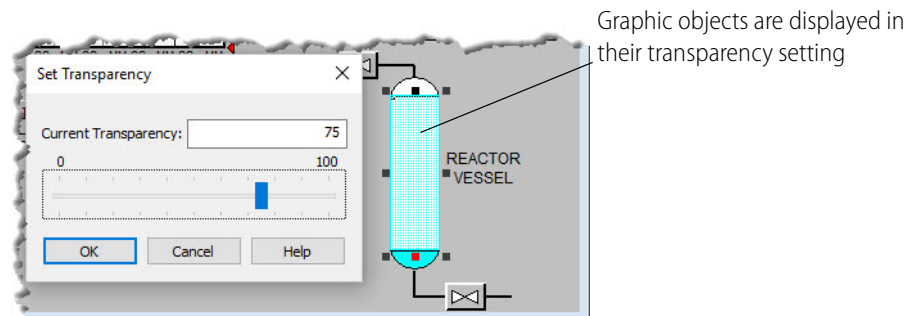 Graphic objects are displayed in
their transparency setting
Set Transparency
Current Transparency: 75
0 100
OK Cancel Help
REACTOR
VESSEL